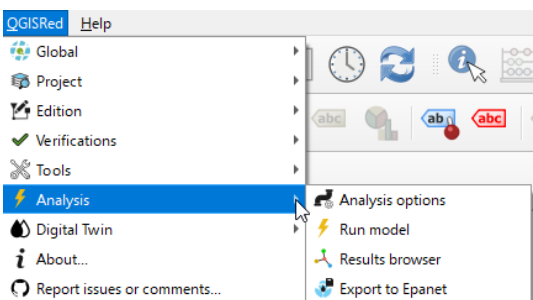 QGISRed Help
Global
Project
Edition
abc
ab
abc
Verifications
Tools
Analysis
Analysis options
Digital Twin
Run model
About...
Results browser
Report issues or comments...
Export to Epanet